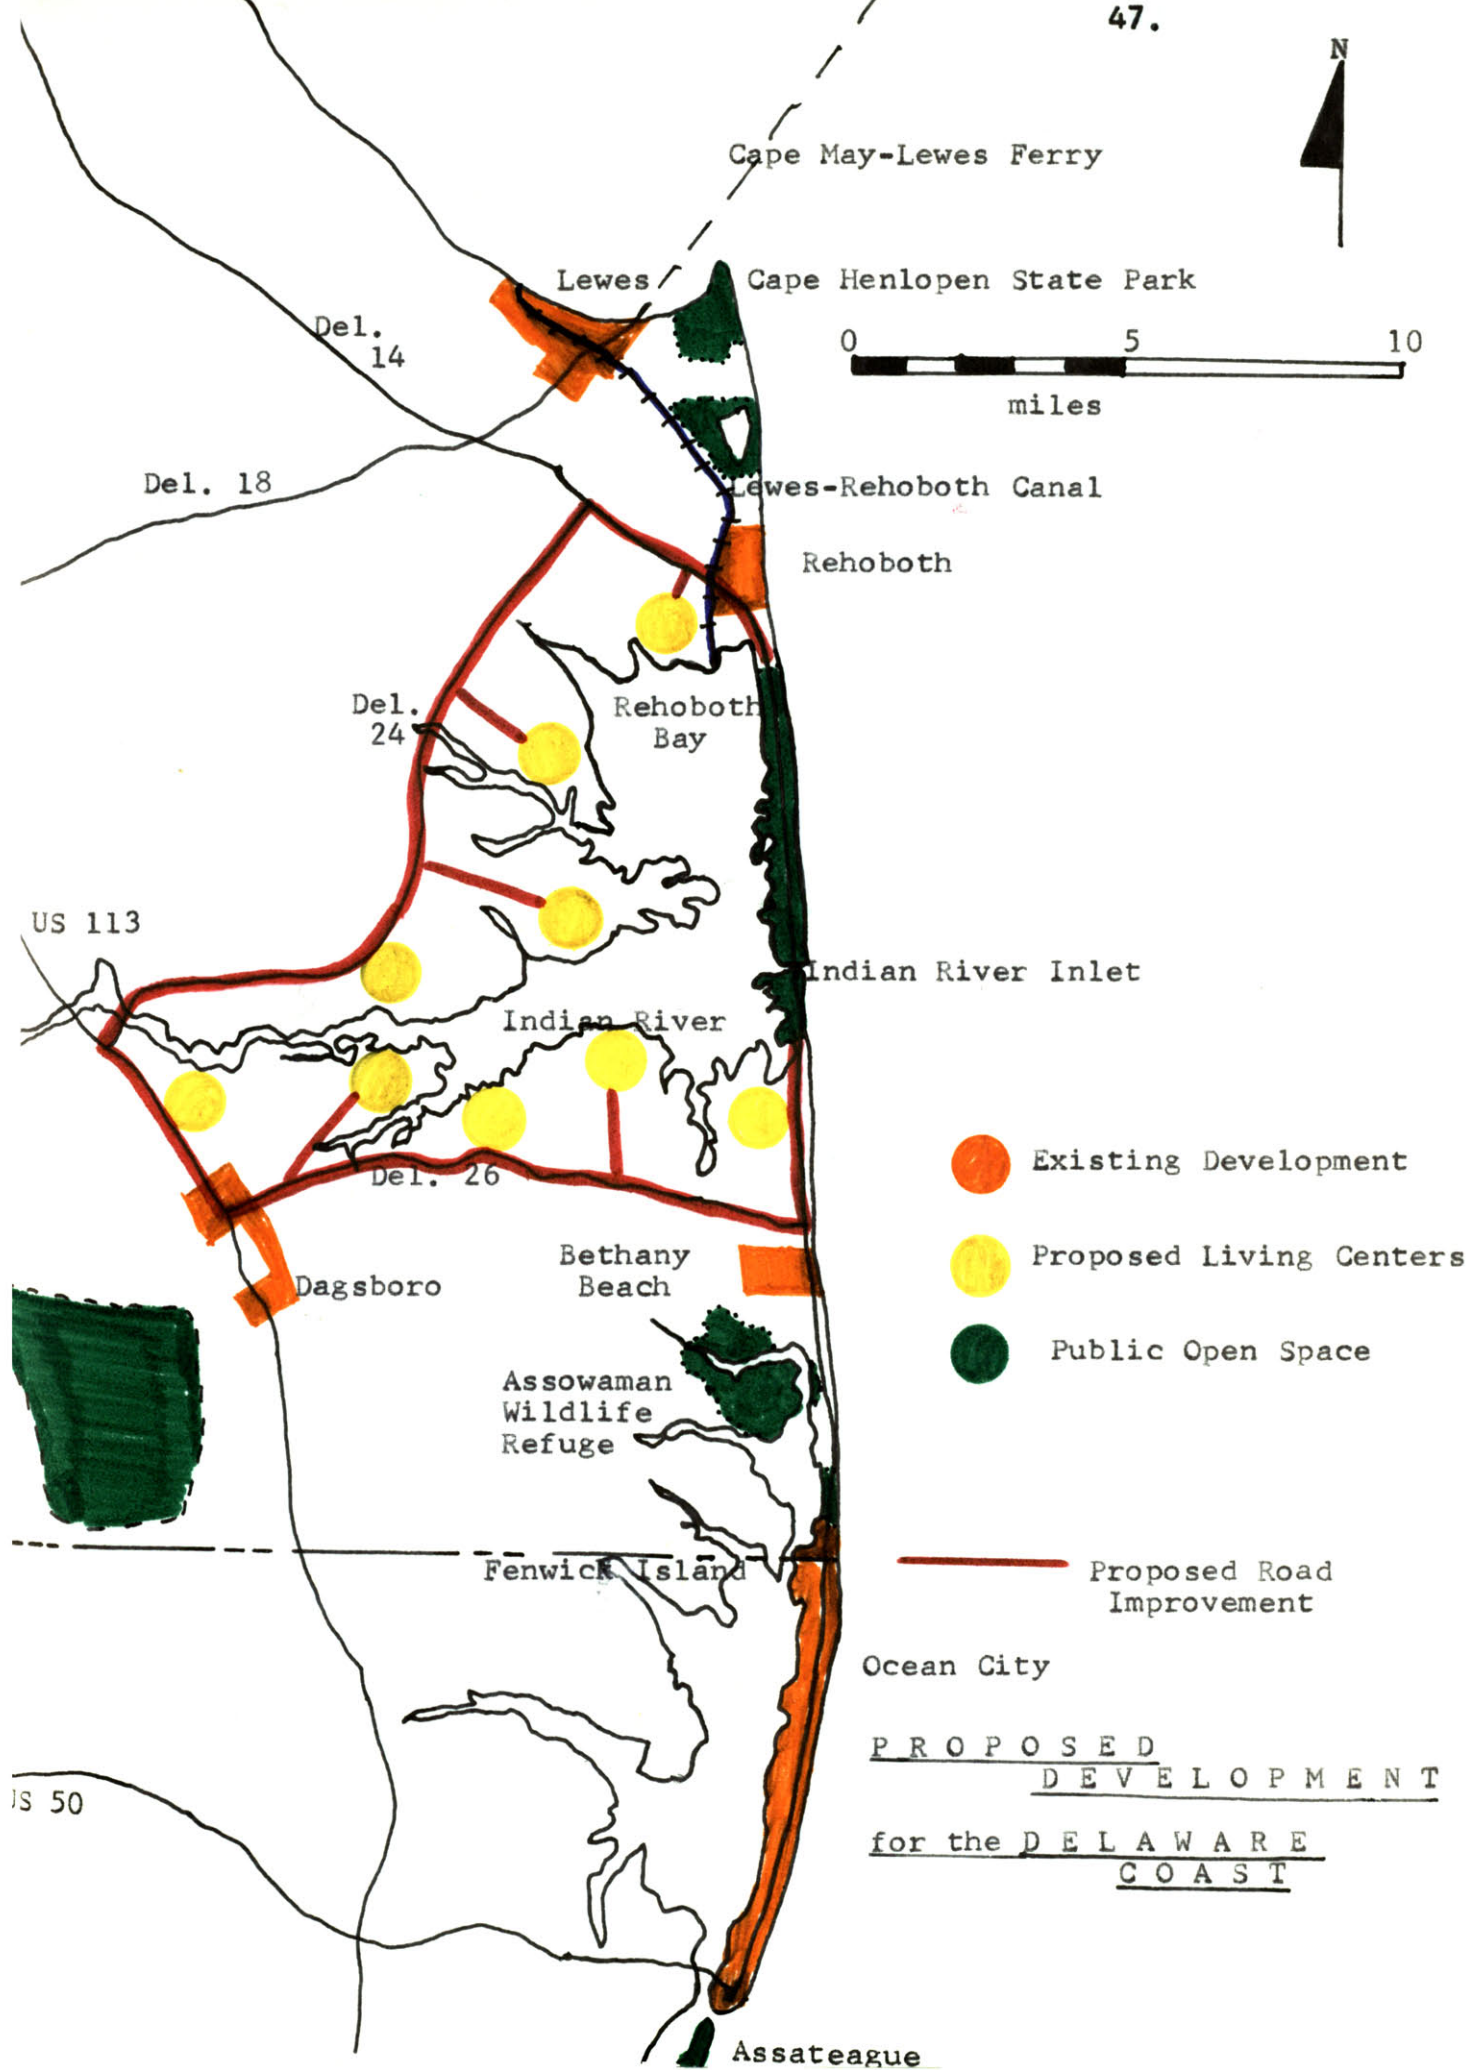 47.
N
Cape May-Lewes Ferry
Lewes
Cape Henlopen State Park
Del.
14
0 5 10
miles
Del. 18
Lewes-Rehoboth Canal
Rehoboth
Del.
24
Rehoboth
Bay
US 113
Indian River Inlet
Indian River
Existing Development
Del. 26
Proposed Living Centers
Bethany
Beach
Dagsboro
Public Open Space
Assowaman
Wildlife
Refuge
Fenwick Island
Proposed Road
Improvement
Ocean City
PROPOSED
DEVELOPMENT
US 50
for the DELAWARE
COAST
Assateague